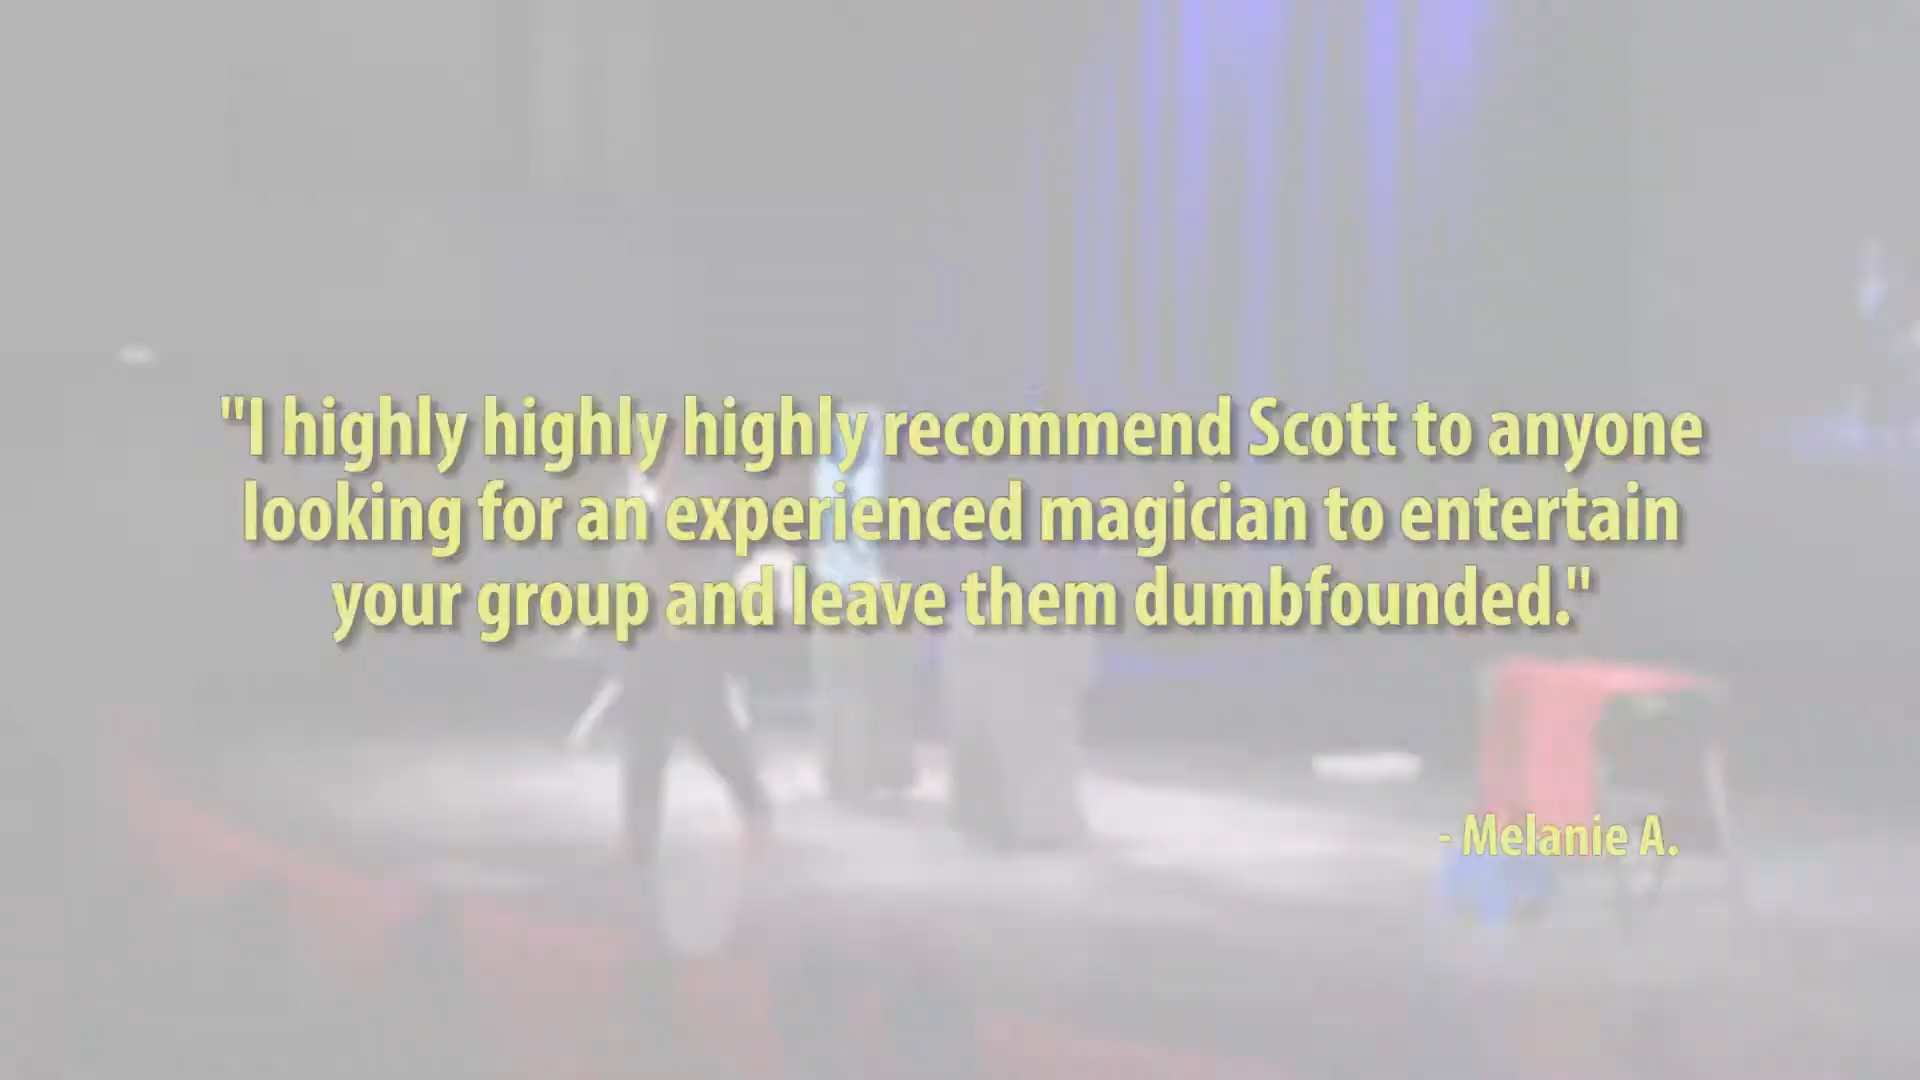 "I highly highly highly recommend Scott to anyone
looking for an experienced magician to entertain
your group and leave them dumbfounded."
- Melanie A.